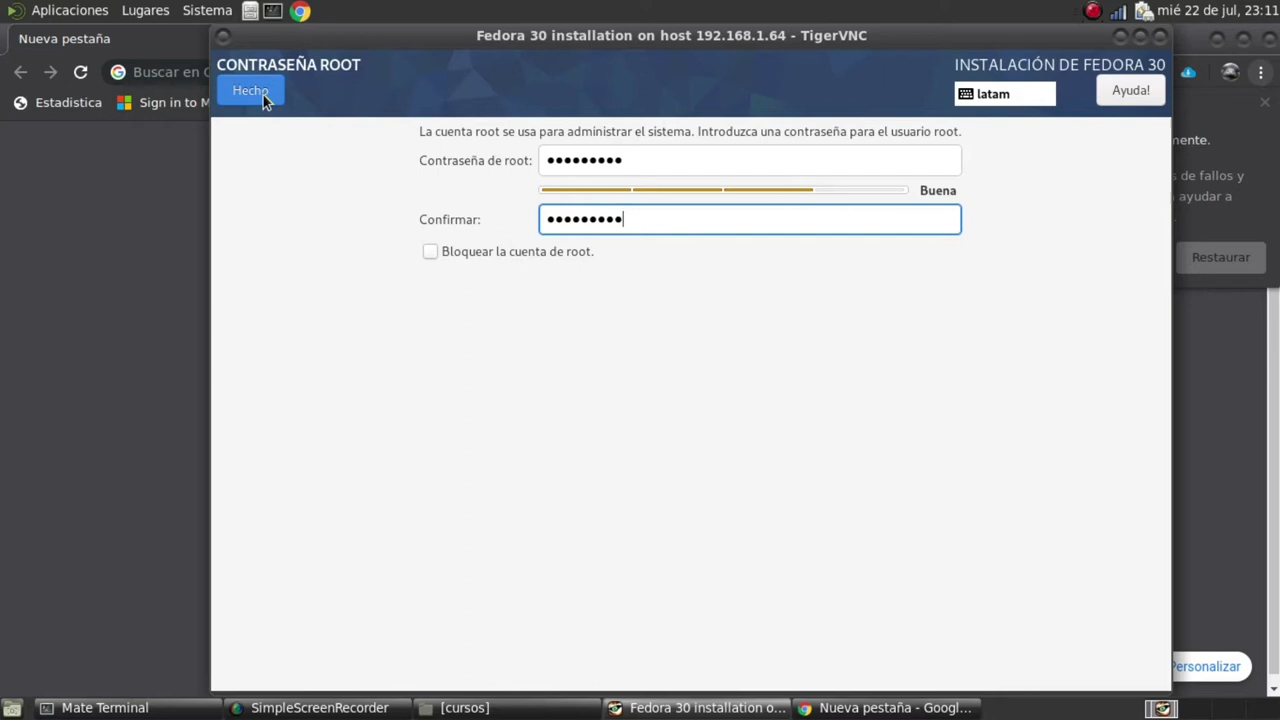 Aplicaciones Lugares Sistema mié 22 de jul, 23:11
Nueva pestaña
Fedora 30 installation on host 192.168.1.64 - TigerVNC
CONTRASEÑA ROOT
INSTALACIÓN DE FEDORA 30
Buscar en G
Hecho
latam
Ayuda!
Estadistica
Sign in to M
La cuenta root se usa para administrar el sistema. Introduzca una contraseña para el usuario root.
mente.
Contraseña de root: •••••••••
s de fallos y
Buena
ayudar a
Confirmar: •••••••••
Bloquear la cuenta de root.
Restaurar
Personalizar
Mate Terminal
SimpleScreenRecorder
[cursos]
Fedora 30 installation o...
Nueva pestaña - Googl...